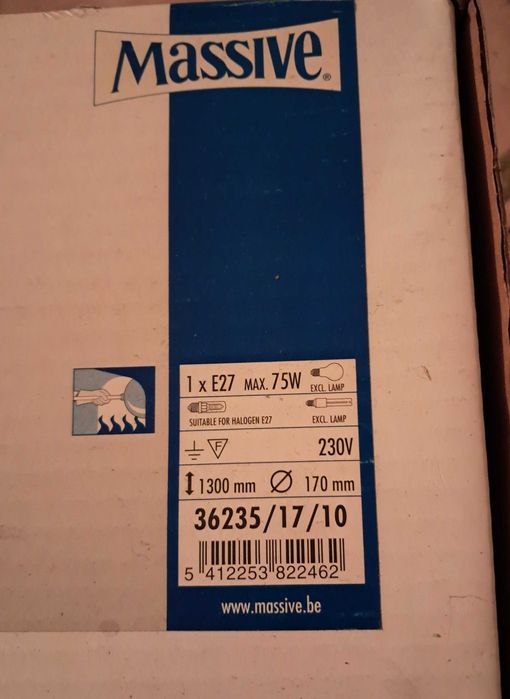 Massive®
1 x E27 MAX. 75W EXCL. LAMP
SUITABLE FOR HALOGEN E27 EXCL. LAMP
F 230V
1300 mm 170 mm
36235/17/10
5 412253 822462
www.massive.be